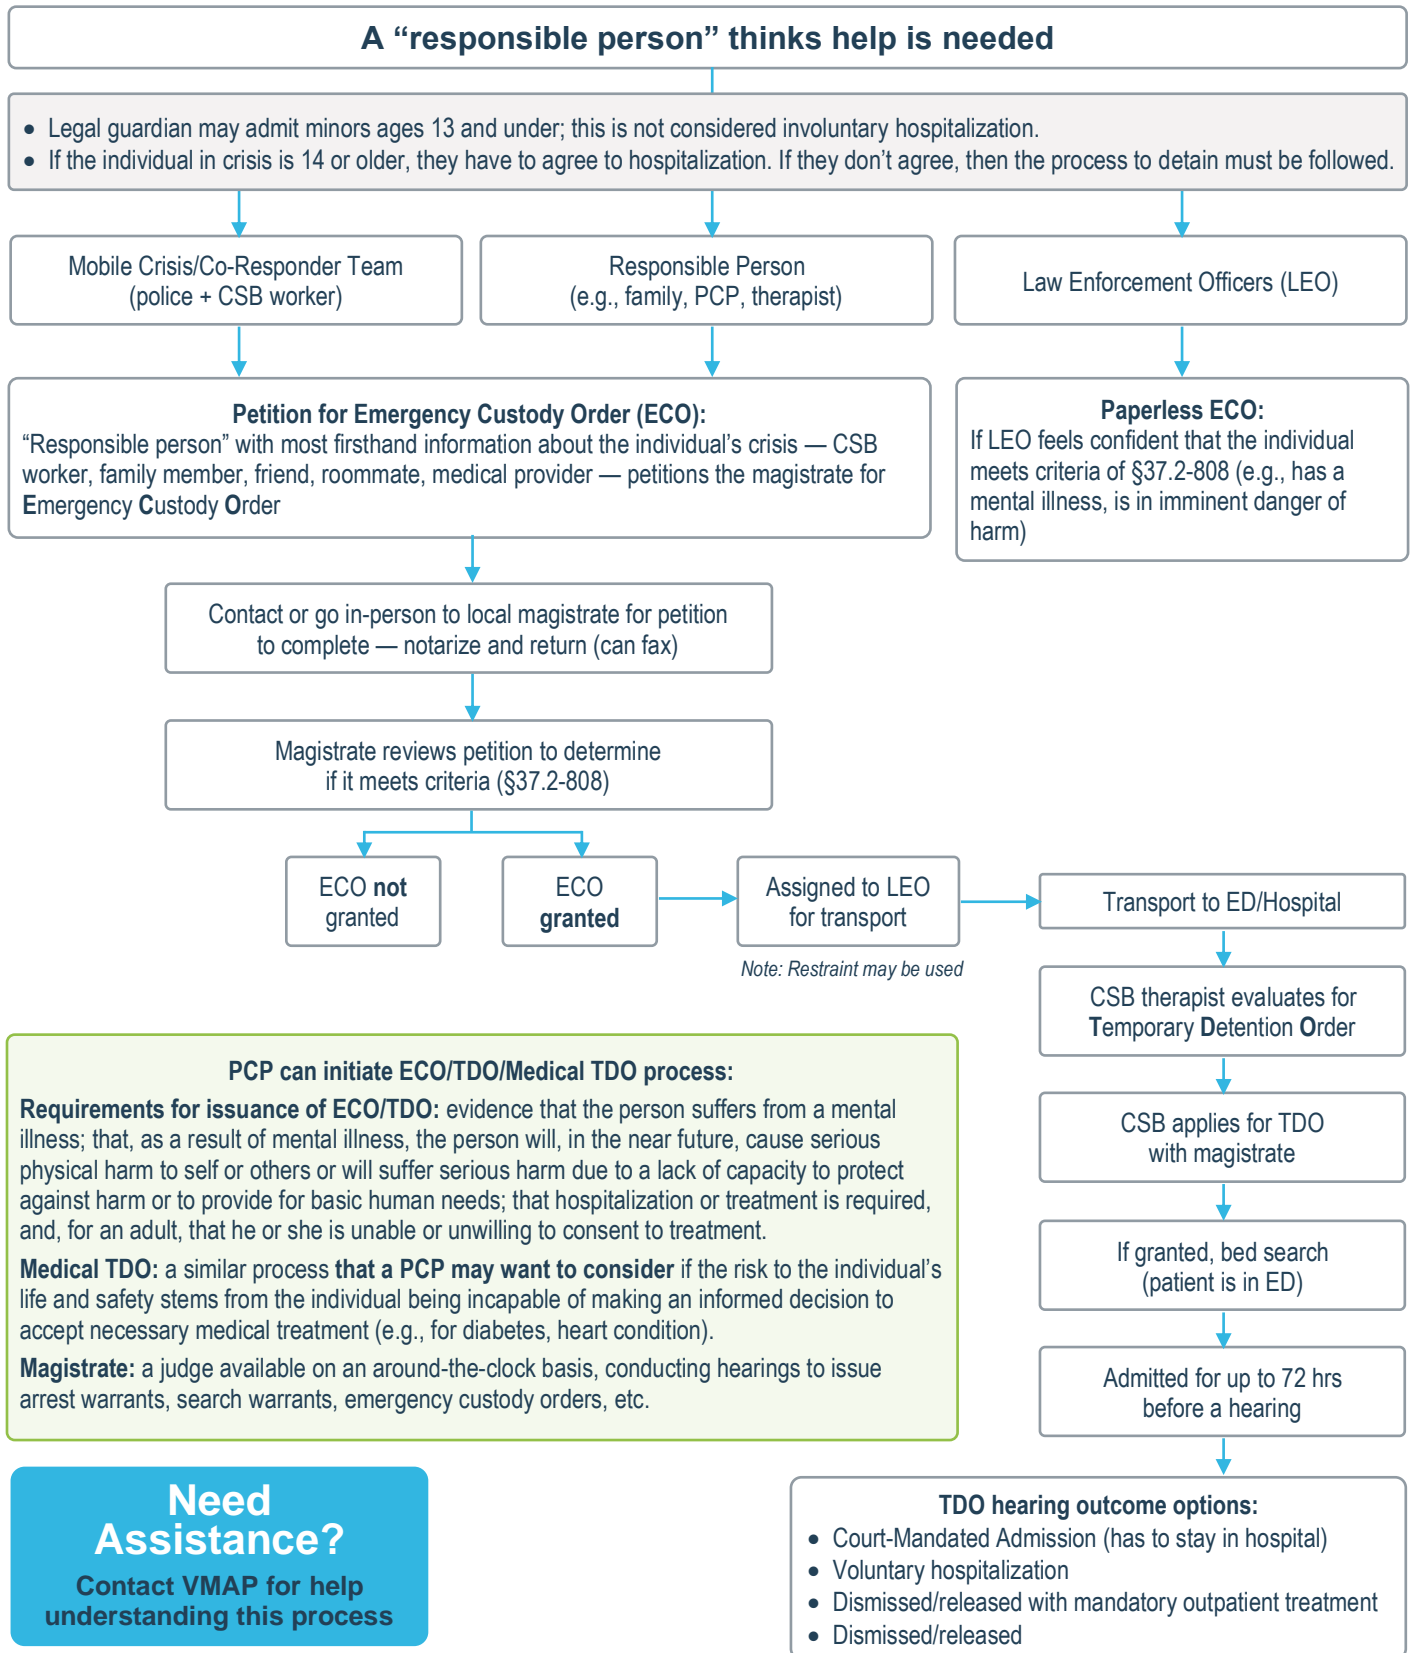 A “responsible person” thinks help is needed
• Legal guardian may admit minors ages 13 and under; this is not considered involuntary hospitalization.
• If the individual in crisis is 14 or older, they have to agree to hospitalization. If they don’t agree, then the process to detain must be followed.
Mobile Crisis/Co-Responder Team
(police + CSB worker)
Responsible Person
(e.g., family, PCP, therapist)
Law Enforcement Officers (LEO)
Petition for Emergency Custody Order (ECO):
“Responsible person” with most firsthand information about the individual’s crisis — CSB
worker, family member, friend, roommate, medical provider — petitions the magistrate for
Emergency Custody Order
Paperless ECO:
If LEO feels confident that the individual
meets criteria of §37.2-808 (e.g., has a
mental illness, is in imminent danger of
harm)
Contact or go in-person to local magistrate for petition
to complete — notarize and return (can fax)
Magistrate reviews petition to determine
if it meets criteria (§37.2-808)
ECO not
granted
ECO
granted
Assigned to LEO
for transport
Note: Restraint may be used
Transport to ED/Hospital
CSB therapist evaluates for
Temporary Detention Order
CSB applies for TDO
with magistrate
If granted, bed search
(patient is in ED)
Admitted for up to 72 hrs
before a hearing
TDO hearing outcome options:
• Court-Mandated Admission (has to stay in hospital)
• Voluntary hospitalization
• Dismissed/released with mandatory outpatient treatment
• Dismissed/released
PCP can initiate ECO/TDO/Medical TDO process:
Requirements for issuance of ECO/TDO: evidence that the person suffers from a mental
illness; that, as a result of mental illness, the person will, in the near future, cause serious
physical harm to self or others or will suffer serious harm due to a lack of capacity to protect
against harm or to provide for basic human needs; that hospitalization or treatment is required,
and, for an adult, that he or she is unable or unwilling to consent to treatment.
Medical TDO: a similar process that a PCP may want to consider if the risk to the individual’s
life and safety stems from the individual being incapable of making an informed decision to
accept necessary medical treatment (e.g., for diabetes, heart condition).
Magistrate: a judge available on an around-the-clock basis, conducting hearings to issue
arrest warrants, search warrants, emergency custody orders, etc.
Need
Assistance?
Contact VMAP for help
understanding this process